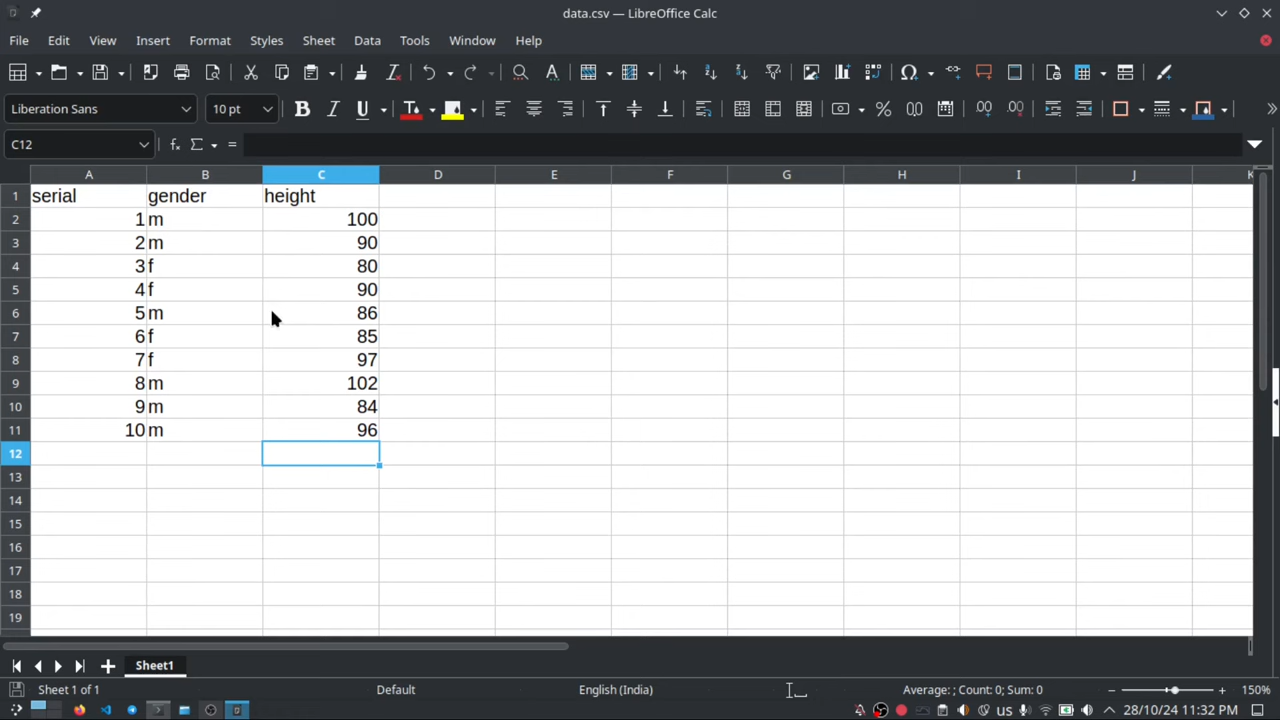 data.csv — LibreOffice Calc
File Edit View Insert Format Styles Sheet Data Tools Window Help
Liberation Sans 10 pt
C12
A B C D E F G H I J K
1 serial gender height
2 1 m 100
3 2 m 90
4 3 f 80
5 4 f 90
6 5 m 86
7 6 f 85
8 7 f 97
9 8 m 102
10 9 m 84
11 10 m 96
12
13
14
15
16
17
18
19
Sheet1
Sheet 1 of 1 Default English (India) Average: ; Count: 0; Sum: 0 150%
us 28/10/24 11:32 PM